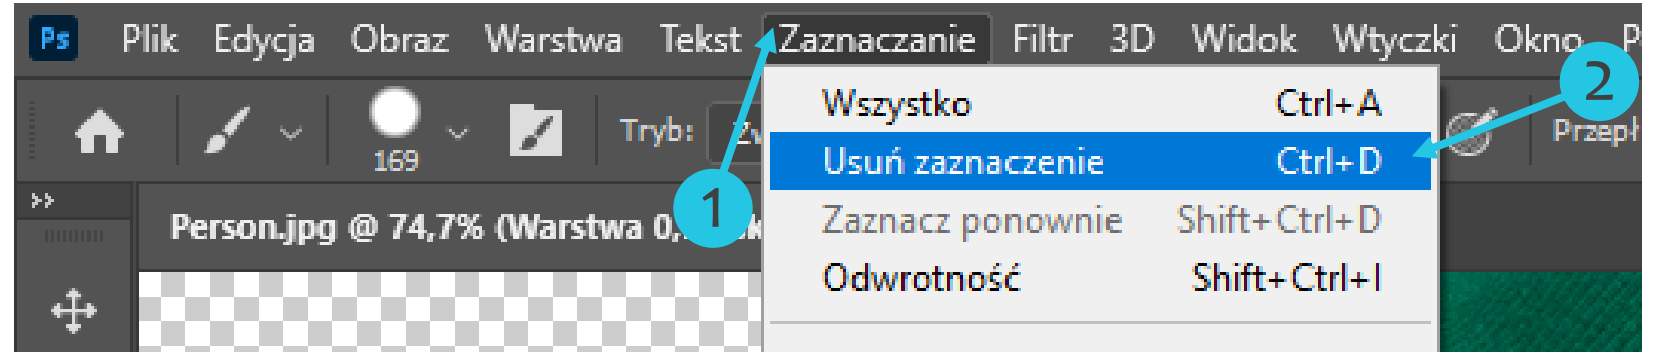 Ps Plik Edycja Obraz Warstwa Tekst Zaznaczanie Filtr 3D Widok Wtyczki Okno
2
Wszystko Ctrl+A
169 Tryb:
Usuń zaznaczenie Ctrl+D
1
Person.jpg @ 74,7% (Warstwa 0,
Zaznacz ponownie Shift+Ctrl+D
Odwrotność Shift+Ctrl+I